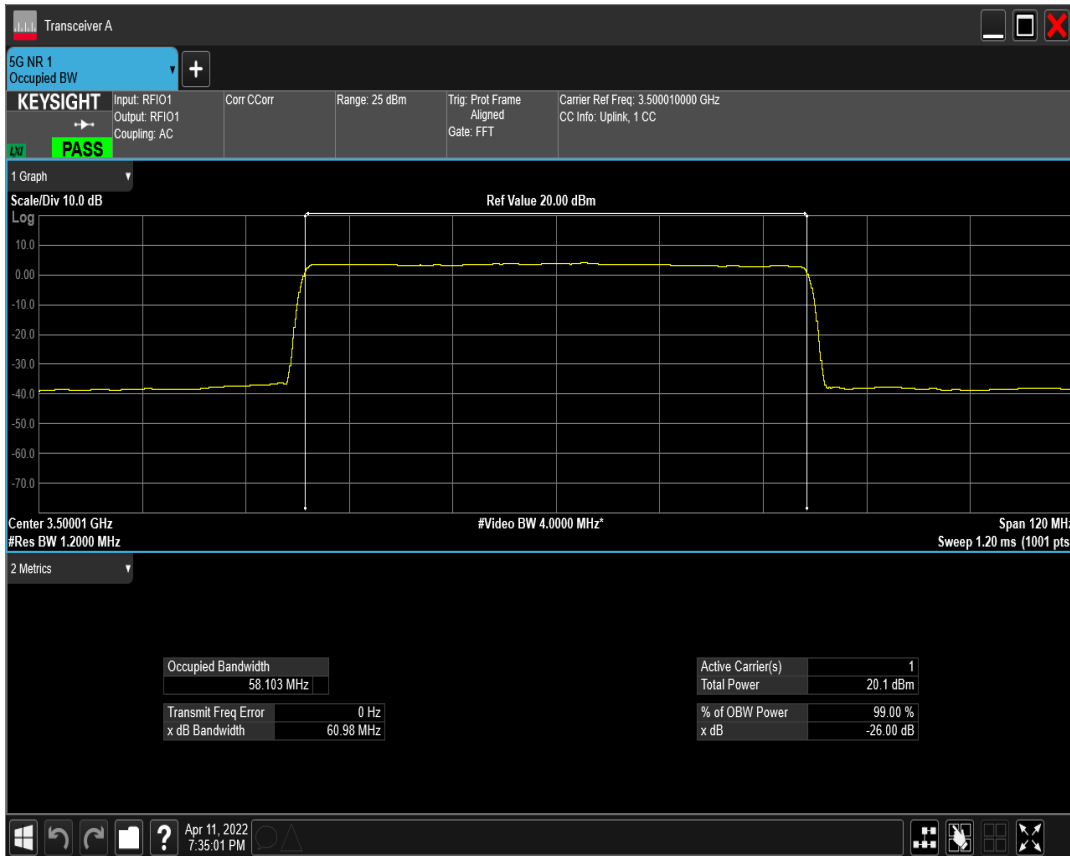 Transceiver A
5G NR 1
Occupied BW
KEYSIGHT
LXI
PASS
Input: RFIO1
Output: RFIO1
Coupling: AC
Corr CCorr
Range: 25 dBm
Trig: Prot Frame
Aligned
Gate: FFT
Carrier Ref Freq: 3.500010000 GHz
CC Info: Uplink, 1 CC
1 Graph
Scale/Div 10.0 dB
Ref Value 20.00 dBm
Log
10.0
0.00
-10.0
-20.0
-30.0
-40.0
-50.0
-60.0
-70.0
Center 3.50001 GHz
#Video BW 4.0000 MHz*
Span 120 MHz
#Res BW 1.2000 MHz
Sweep 1.20 ms (1001 pts
2 Metrics
Occupied Bandwidth
58.103 MHz
Transmit Freq Error 0 Hz
x dB Bandwidth 60.98 MHz
Active Carrier(s) 1
Total Power 20.1 dBm
% of OBW Power 99.00 %
x dB -26.00 dB
?
Apr 11, 2022
7:35:01 PM